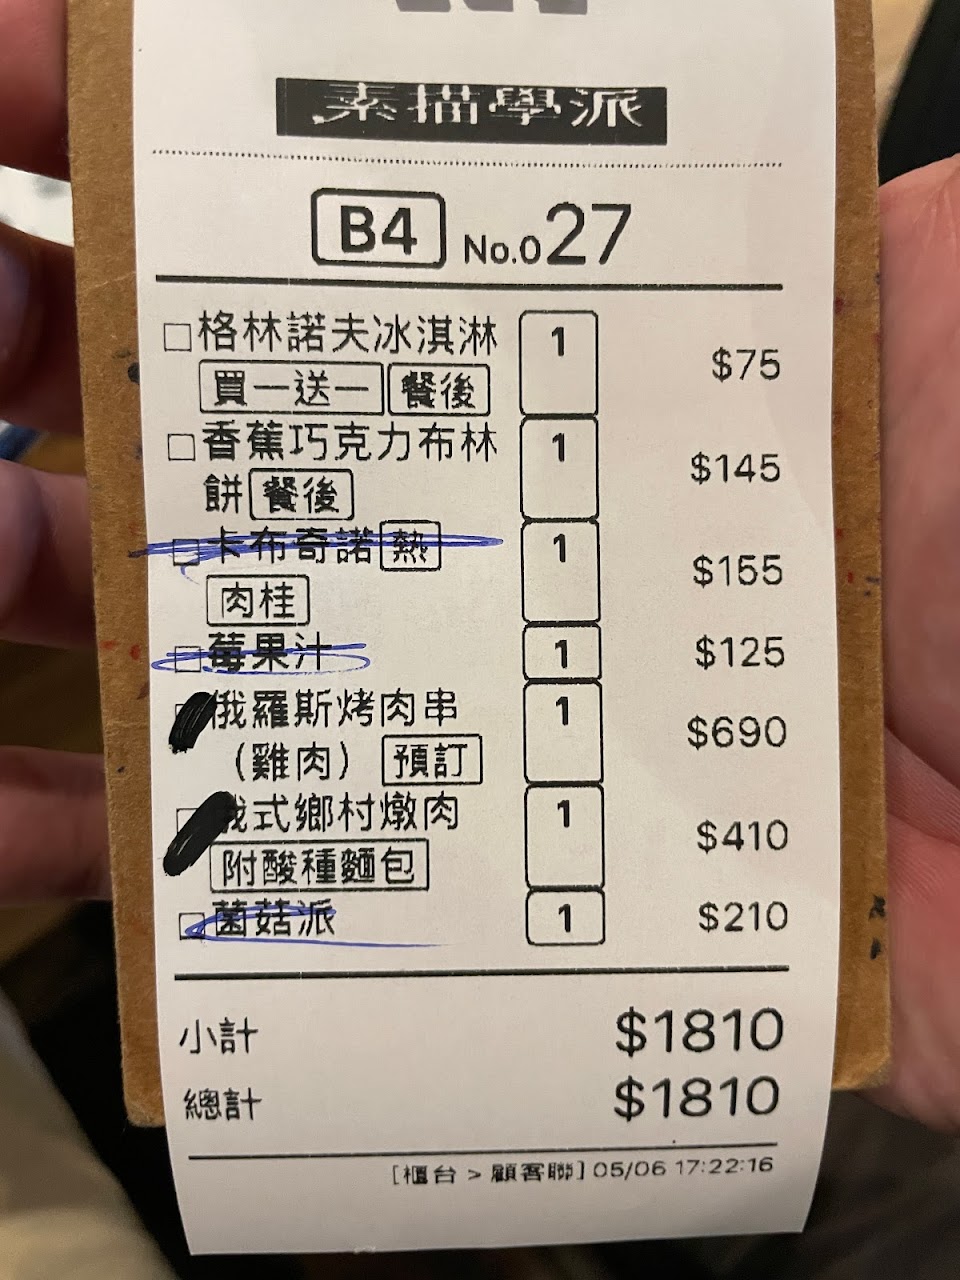 素描學派
B4 No.027
□格林諾夫冰淇淋 1 $75
買一送一 餐後
□香蕉巧克力布林 1 $145
餅 餐後
□卡布奇諾 熱 1 $155
肉桂
□莓果汁 1 $125
□俄羅斯烤肉串 1 $690
(雞肉) 預訂
□俄式鄉村燉肉 1 $410
附酸種麵包
□菌菇派 1 $210
小計 $1810
總計 $1810
[櫃台 > 顧客聯] 05/06 17:22:16